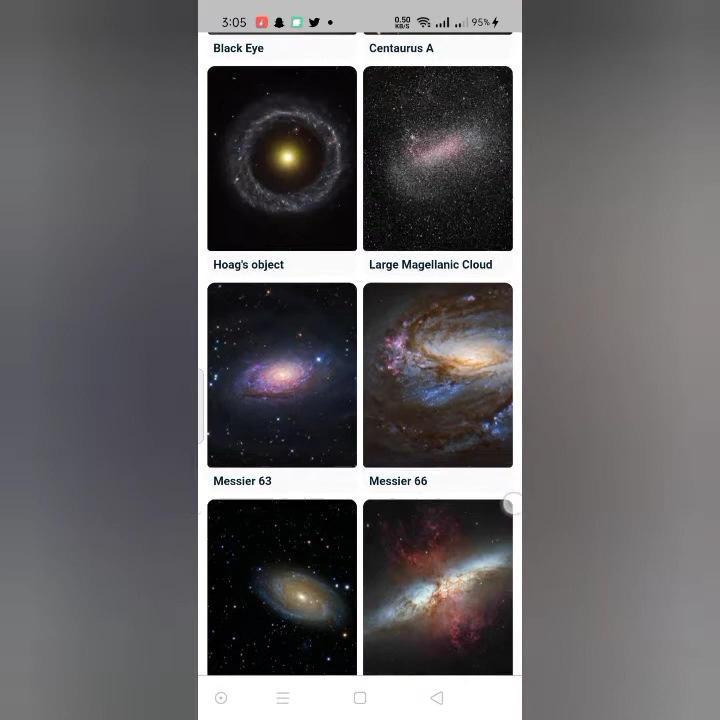 3:05 0.50 KB/S 95%
Black Eye Centaurus A
Hoag's object Large Magellanic Cloud
Messier 63 Messier 66